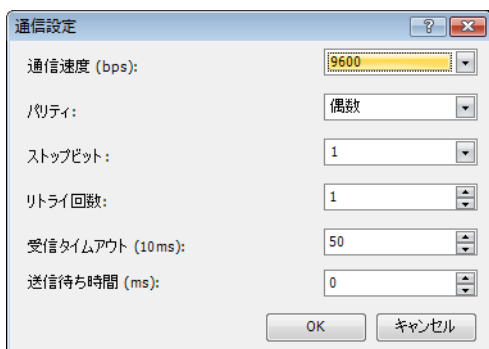 通信設定
通信速度 (bps): 9600
パリティ: 偶数
ストップビット: 1
リトライ回数: 1
受信タイムアウト (10ms): 50
送信待ち時間 (ms): 0
OK キャンセル